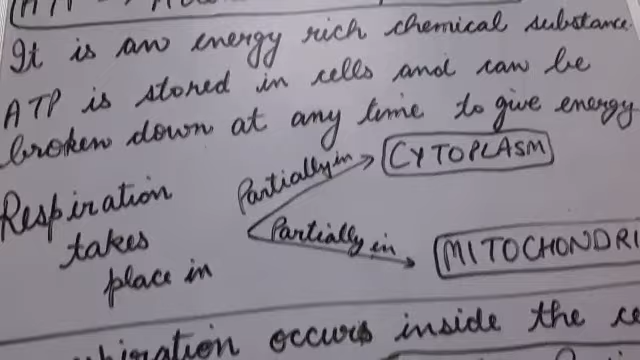 It is an energy rich chemical substance
ATP is stored in cells and can be
broken down at any time to give energy
Respiration
takes
place in
Partially in
CYTOPLASM
Partially in
MITOCHONDRI
occurs inside the